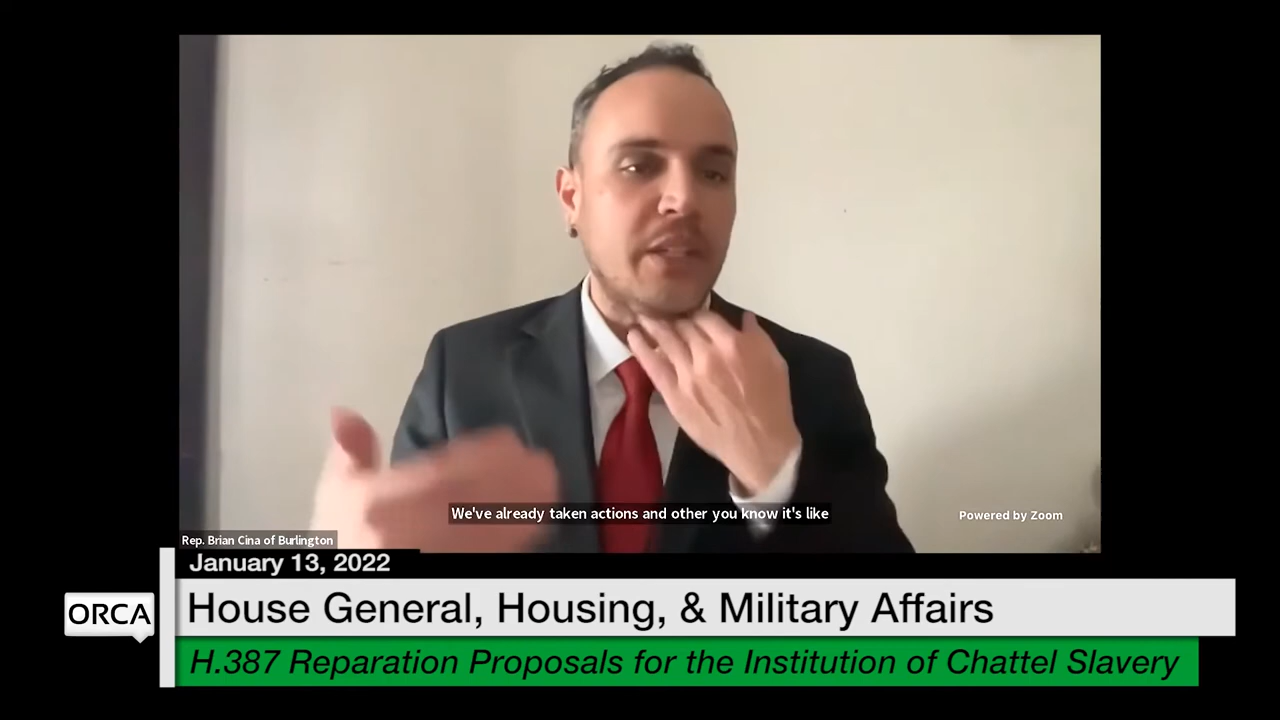 We've already taken actions and other you know it's like
Powered by Zoom
Rep. Brian Cina of Burlington
January 13, 2022
ORCA
House General, Housing, & Military Affairs
H.387 Reparation Proposals for the Institution of Chattel Slavery